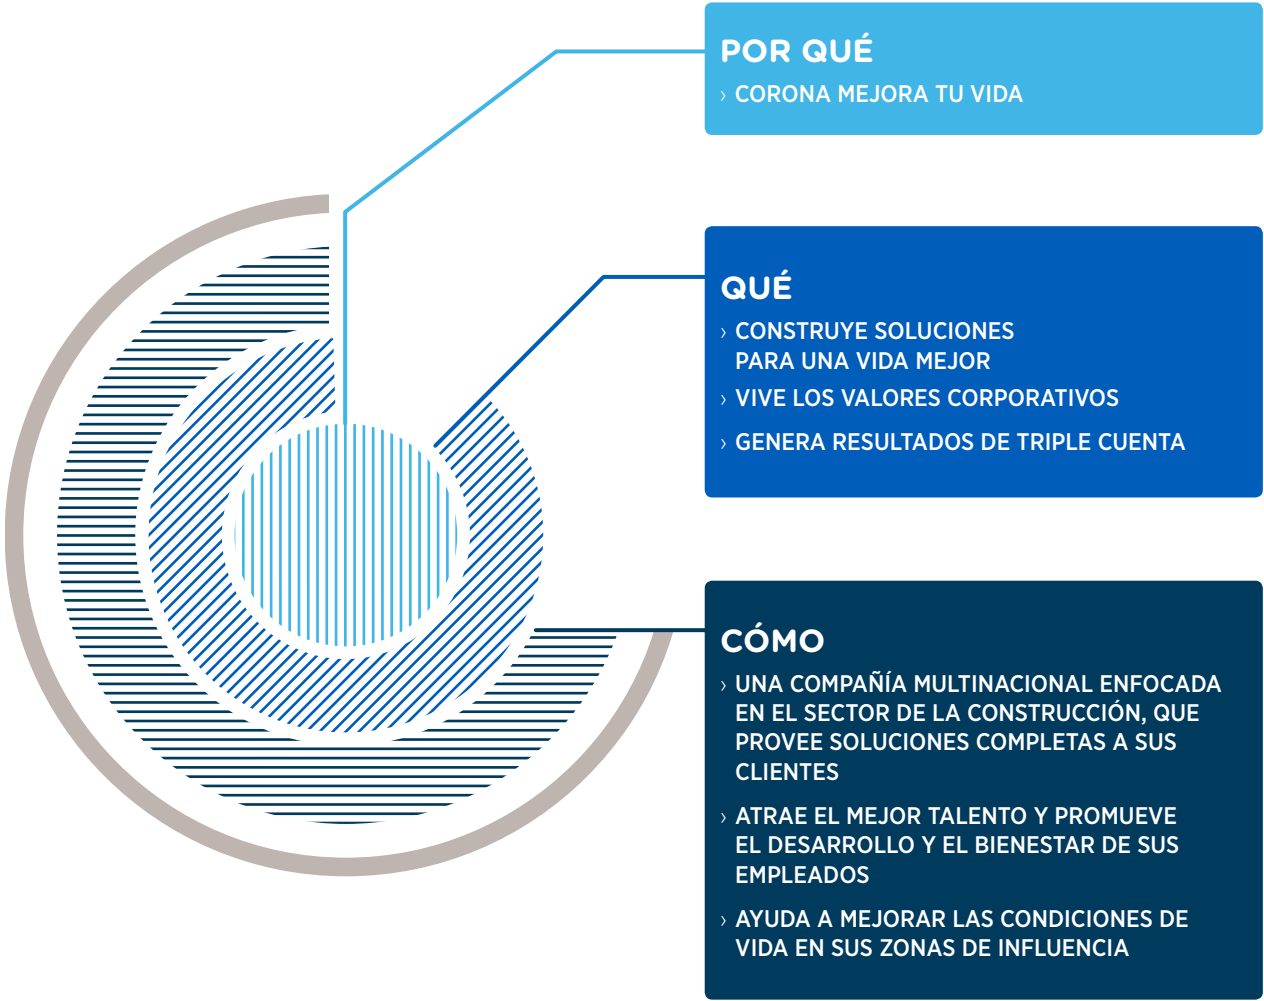 POR QUÉ
› CORONA MEJORA TU VIDA
QUÉ
› CONSTRUYE SOLUCIONES
PARA UNA VIDA MEJOR
› VIVE LOS VALORES CORPORATIVOS
› GENERA RESULTADOS DE TRIPLE CUENTA
CÓMO
› UNA COMPAÑÍA MULTINACIONAL ENFOCADA
EN EL SECTOR DE LA CONSTRUCCIÓN, QUE
PROVEE SOLUCIONES COMPLETAS A SUS
CLIENTES
› ATRAE EL MEJOR TALENTO Y PROMUEVE
EL DESARROLLO Y EL BIENESTAR DE SUS
EMPLEADOS
› AYUDA A MEJORAR LAS CONDICIONES DE
VIDA EN SUS ZONAS DE INFLUENCIA